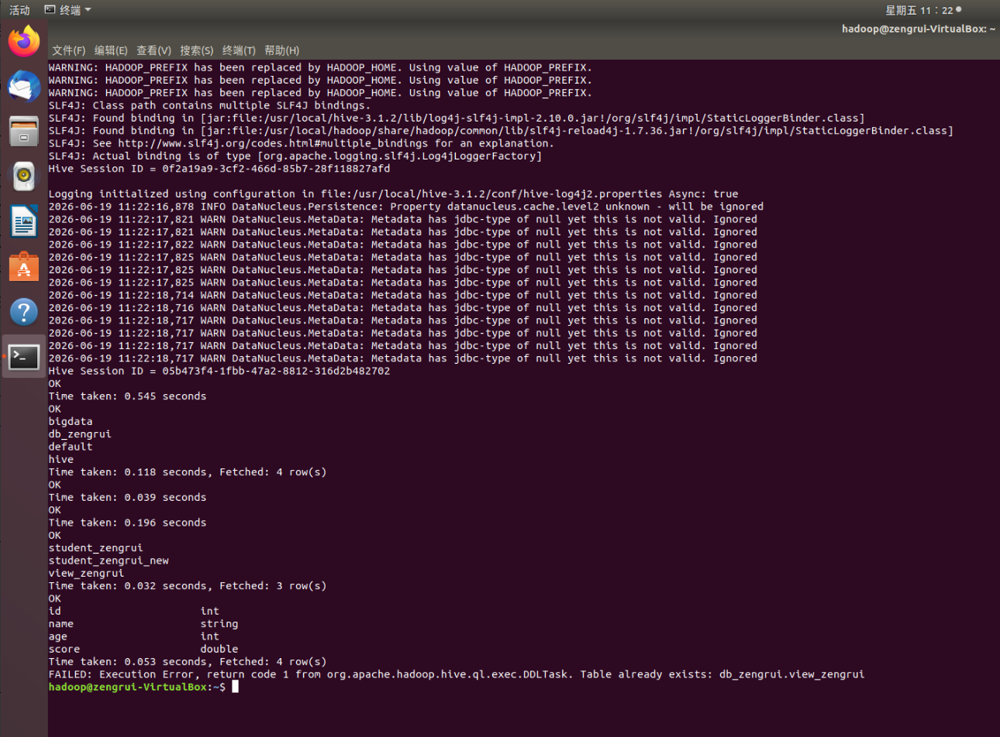 活动 终端 星期五 11：22
hadoop@zengrui-VirtualBox: ~
文件(F) 编辑(E) 查看(V) 搜索(S) 终端(T) 帮助(H)
WARNING: HADOOP_PREFIX has been replaced by HADOOP_HOME. Using value of HADOOP_PREFIX.
WARNING: HADOOP_PREFIX has been replaced by HADOOP_HOME. Using value of HADOOP_PREFIX.
WARNING: HADOOP_PREFIX has been replaced by HADOOP_HOME. Using value of HADOOP_PREFIX.
SLF4J: Class path contains multiple SLF4J bindings.
SLF4J: Found binding in [jar:file:/usr/local/hive-3.1.2/lib/log4j-slf4j-impl-2.10.0.jar!/org/slf4j/impl/StaticLoggerBinder.class]
SLF4J: Found binding in [jar:file:/usr/local/hadoop/share/hadoop/common/lib/slf4j-reload4j-1.7.36.jar!/org/slf4j/impl/StaticLoggerBinder.class]
SLF4J: See http://www.slf4j.org/codes.html#multiple_bindings for an explanation.
SLF4J: Actual binding is of type [org.apache.logging.slf4j.Log4jLoggerFactory]
Hive Session ID = 0f2a19a9-3cf2-466d-85b7-28f118827afd
Logging initialized using configuration in file:/usr/local/hive-3.1.2/conf/hive-log4j2.properties Async: true
2026-06-19 11:22:16,878 INFO DataNucleus.Persistence: Property datanucleus.cache.level2 unknown - will be ignored
2026-06-19 11:22:17,821 WARN DataNucleus.MetaData: Metadata has jdbc-type of null yet this is not valid. Ignored
2026-06-19 11:22:17,821 WARN DataNucleus.MetaData: Metadata has jdbc-type of null yet this is not valid. Ignored
2026-06-19 11:22:17,822 WARN DataNucleus.MetaData: Metadata has jdbc-type of null yet this is not valid. Ignored
2026-06-19 11:22:17,825 WARN DataNucleus.MetaData: Metadata has jdbc-type of null yet this is not valid. Ignored
2026-06-19 11:22:17,825 WARN DataNucleus.MetaData: Metadata has jdbc-type of null yet this is not valid. Ignored
2026-06-19 11:22:17,825 WARN DataNucleus.MetaData: Metadata has jdbc-type of null yet this is not valid. Ignored
2026-06-19 11:22:18,714 WARN DataNucleus.MetaData: Metadata has jdbc-type of null yet this is not valid. Ignored
2026-06-19 11:22:18,716 WARN DataNucleus.MetaData: Metadata has jdbc-type of null yet this is not valid. Ignored
2026-06-19 11:22:18,717 WARN DataNucleus.MetaData: Metadata has jdbc-type of null yet this is not valid. Ignored
2026-06-19 11:22:18,717 WARN DataNucleus.MetaData: Metadata has jdbc-type of null yet this is not valid. Ignored
2026-06-19 11:22:18,717 WARN DataNucleus.MetaData: Metadata has jdbc-type of null yet this is not valid. Ignored
2026-06-19 11:22:18,717 WARN DataNucleus.MetaData: Metadata has jdbc-type of null yet this is not valid. Ignored
Hive Session ID = 05b473f4-1fbb-47a2-8812-316d2b482702
OK
Time taken: 0.545 seconds
OK
bigdata
db_zengrui
default
hive
Time taken: 0.118 seconds, Fetched: 4 row(s)
OK
Time taken: 0.039 seconds
OK
Time taken: 0.196 seconds
OK
student_zengrui
student_zengrui_new
view_zengrui
Time taken: 0.032 seconds, Fetched: 3 row(s)
OK
id int
name string
age int
score double
Time taken: 0.053 seconds, Fetched: 4 row(s)
FAILED: Execution Error, return code 1 from org.apache.hadoop.hive.ql.exec.DDLTask. Table already exists: db_zengrui.view_zengrui
hadoop@zengrui-VirtualBox:~$